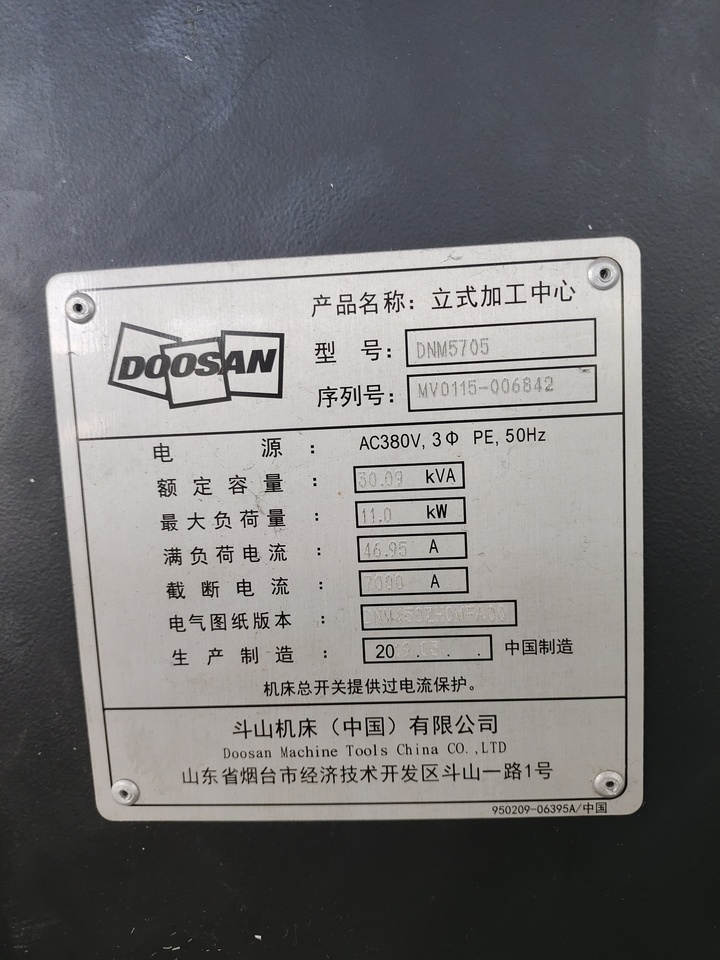 产品名称：立式加工中心
DOOSAN
型 号：DNM5705
序列号：MV0115-006842
电 源：AC380V, 3Φ PE, 50Hz
额定容量：30.09 kVA
最大负荷量：11.0 kW
满负荷电流：46.95 A
截断电流：7000 A
电气图纸版本：
生产制造：20 . . 中国制造
机床总开关提供过电流保护。
斗山机床（中国）有限公司
Doosan Machine Tools China CO.,LTD
山东省烟台市经济技术开发区斗山一路1号
950209-06395A/中国